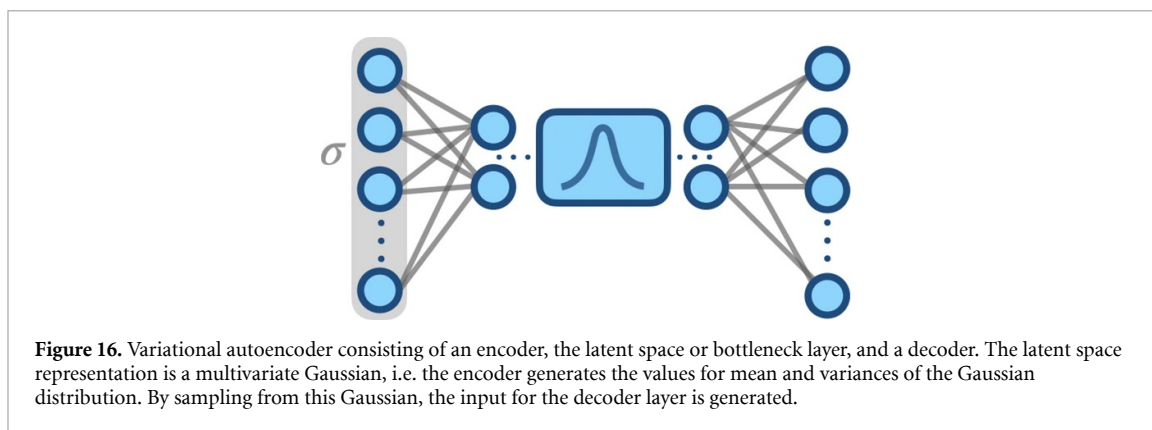 σ
Figure 16. Variational autoencoder consisting of an encoder, the latent space or bottleneck layer, and a decoder. The latent space
representation is a multivariate Gaussian, i.e. the encoder generates the values for mean and variances of the Gaussian
distribution. By sampling from this Gaussian, the input for the decoder layer is generated.